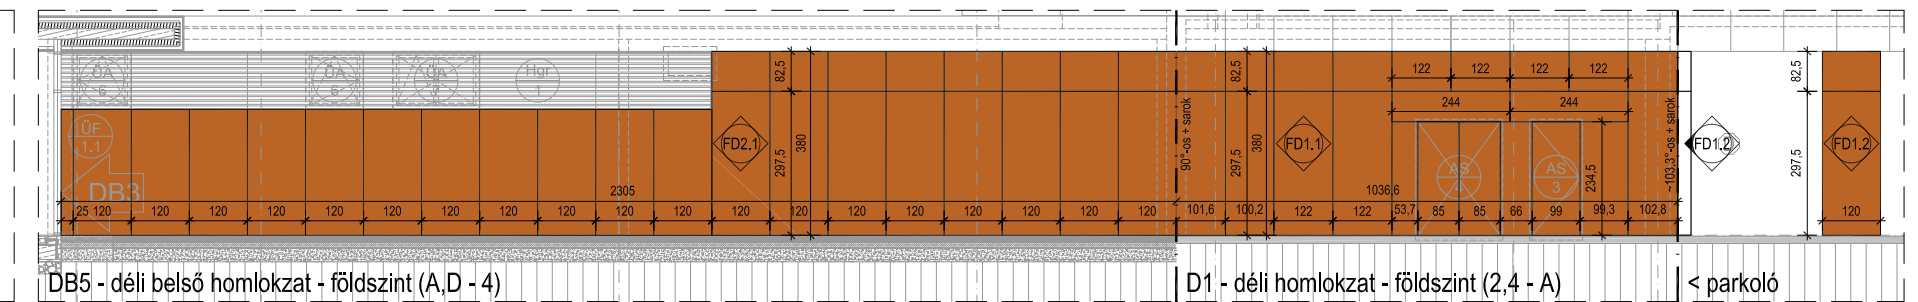 ÜA
6
ÜA
6
ÜA
Hgr
1
ÜF
1.1
DB3
FD2.1
82,5
380
297,5
2305
25 120 120 120 120 120 120 120 120 120 120 120 120 120 120 120 120 120 120 120
90°-os + sarok
82,5
380
297,5
FD1.1
122 122 122 122
244 244
AS
4
AS
3
234,5
1036,6
101,6 100,2 122 122 53,7 85 85 66 99 99,3 102,8
~103,3°-os + sarok
FD1.2
82,5
297,5
FD1.2
120
DB5 - déli belső homlokzat - földszint (A,D - 4)
D1 - déli homlokzat - földszint (2,4 - A)
< parkoló